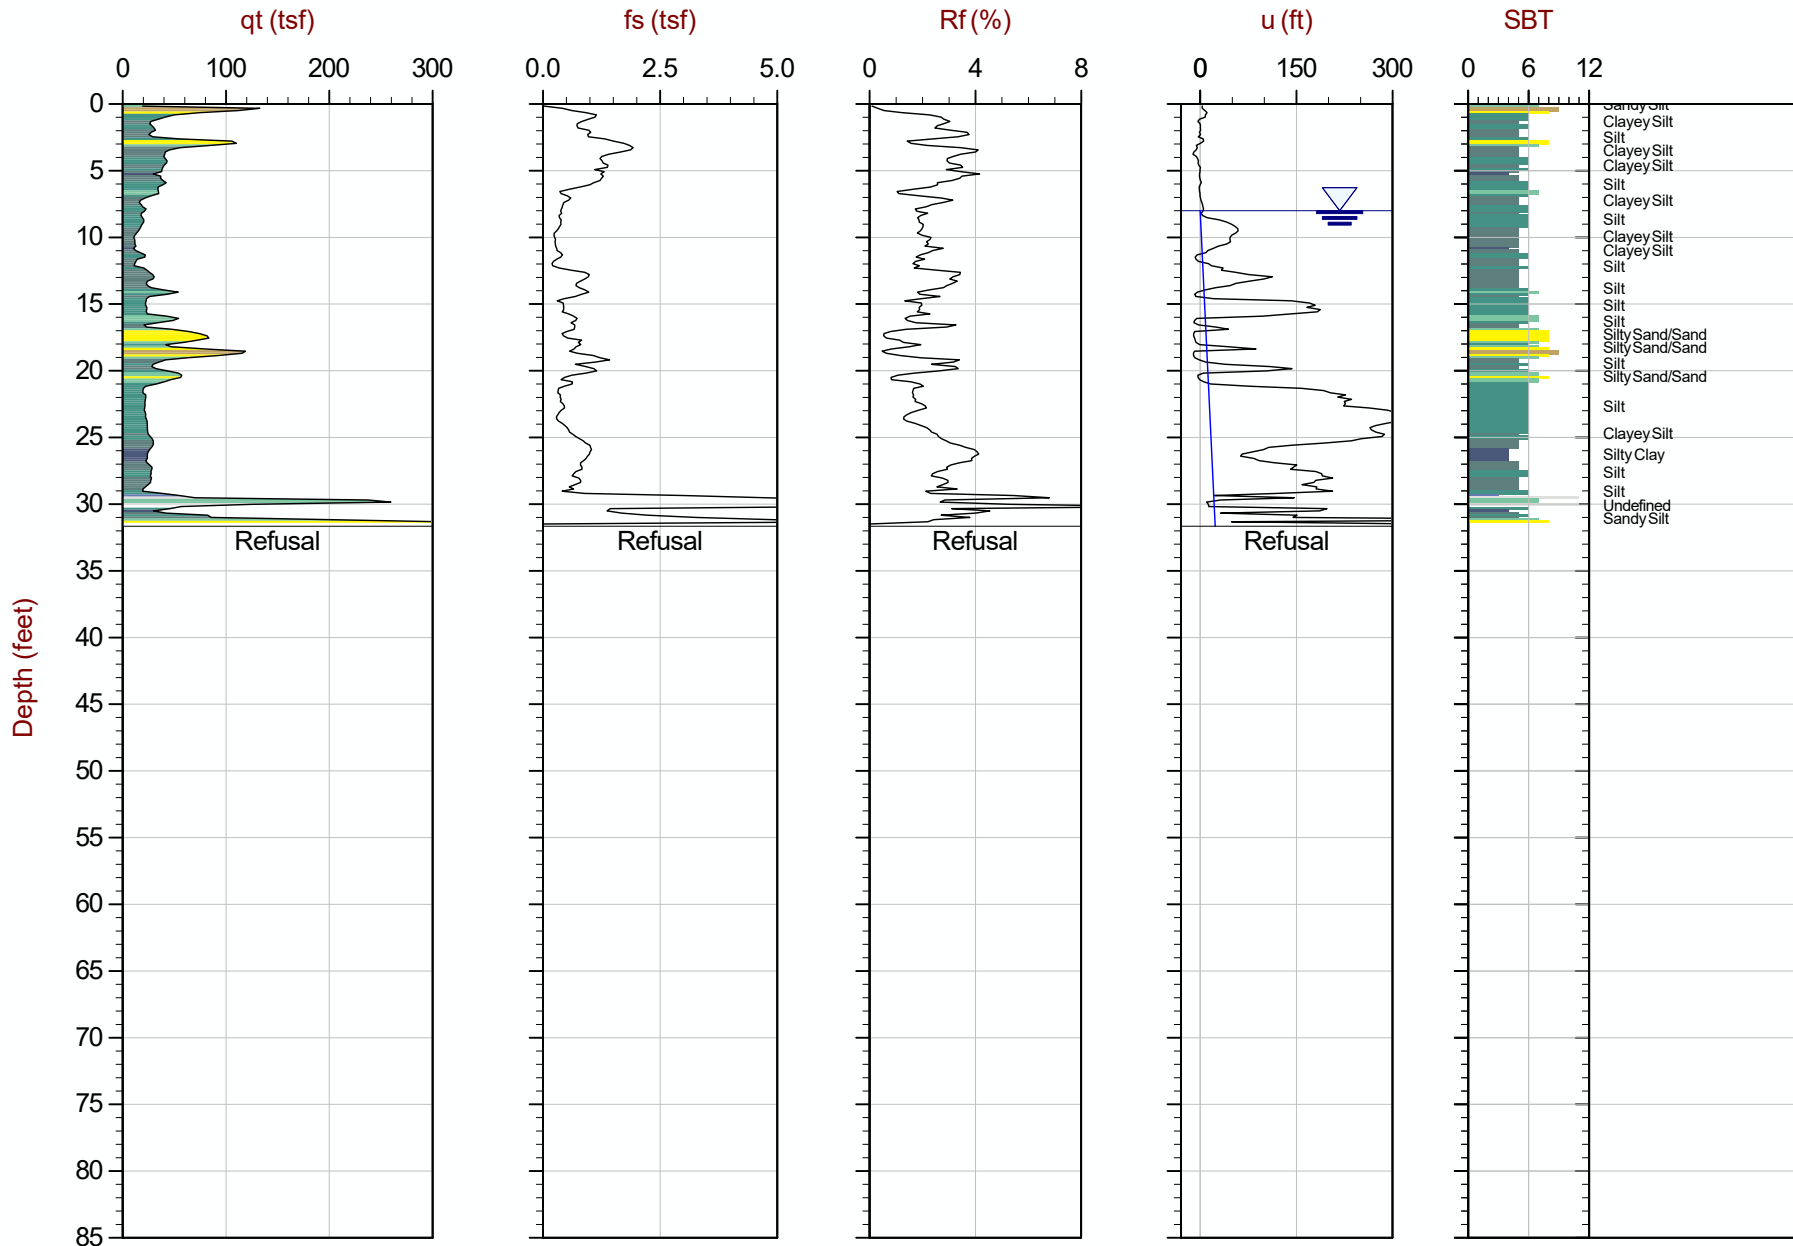 qt (tsf) fs (tsf) Rf (%) u (ft) SBT
0 100 200 300 0.0 2.5 5.0 0 4 8 0 150 300 0 6 12
0
Sandy Silt
Clayey Silt
Silt
Clayey Silt
5
Clayey Silt
Silt
Clayey Silt
Silt
10
Clayey Silt
Clayey Silt
Silt
Silt
15
Silt
Silt
Silty Sand/Sand
Silty Sand/Sand
Silt
20
Silty Sand/Sand
Silt
25
Clayey Silt
Silty Clay
Silt
Silt
30
Undefined
Sandy Silt
Refusal Refusal Refusal Refusal
35
40
Depth (feet)
45
50
55
60
65
70
75
80
85